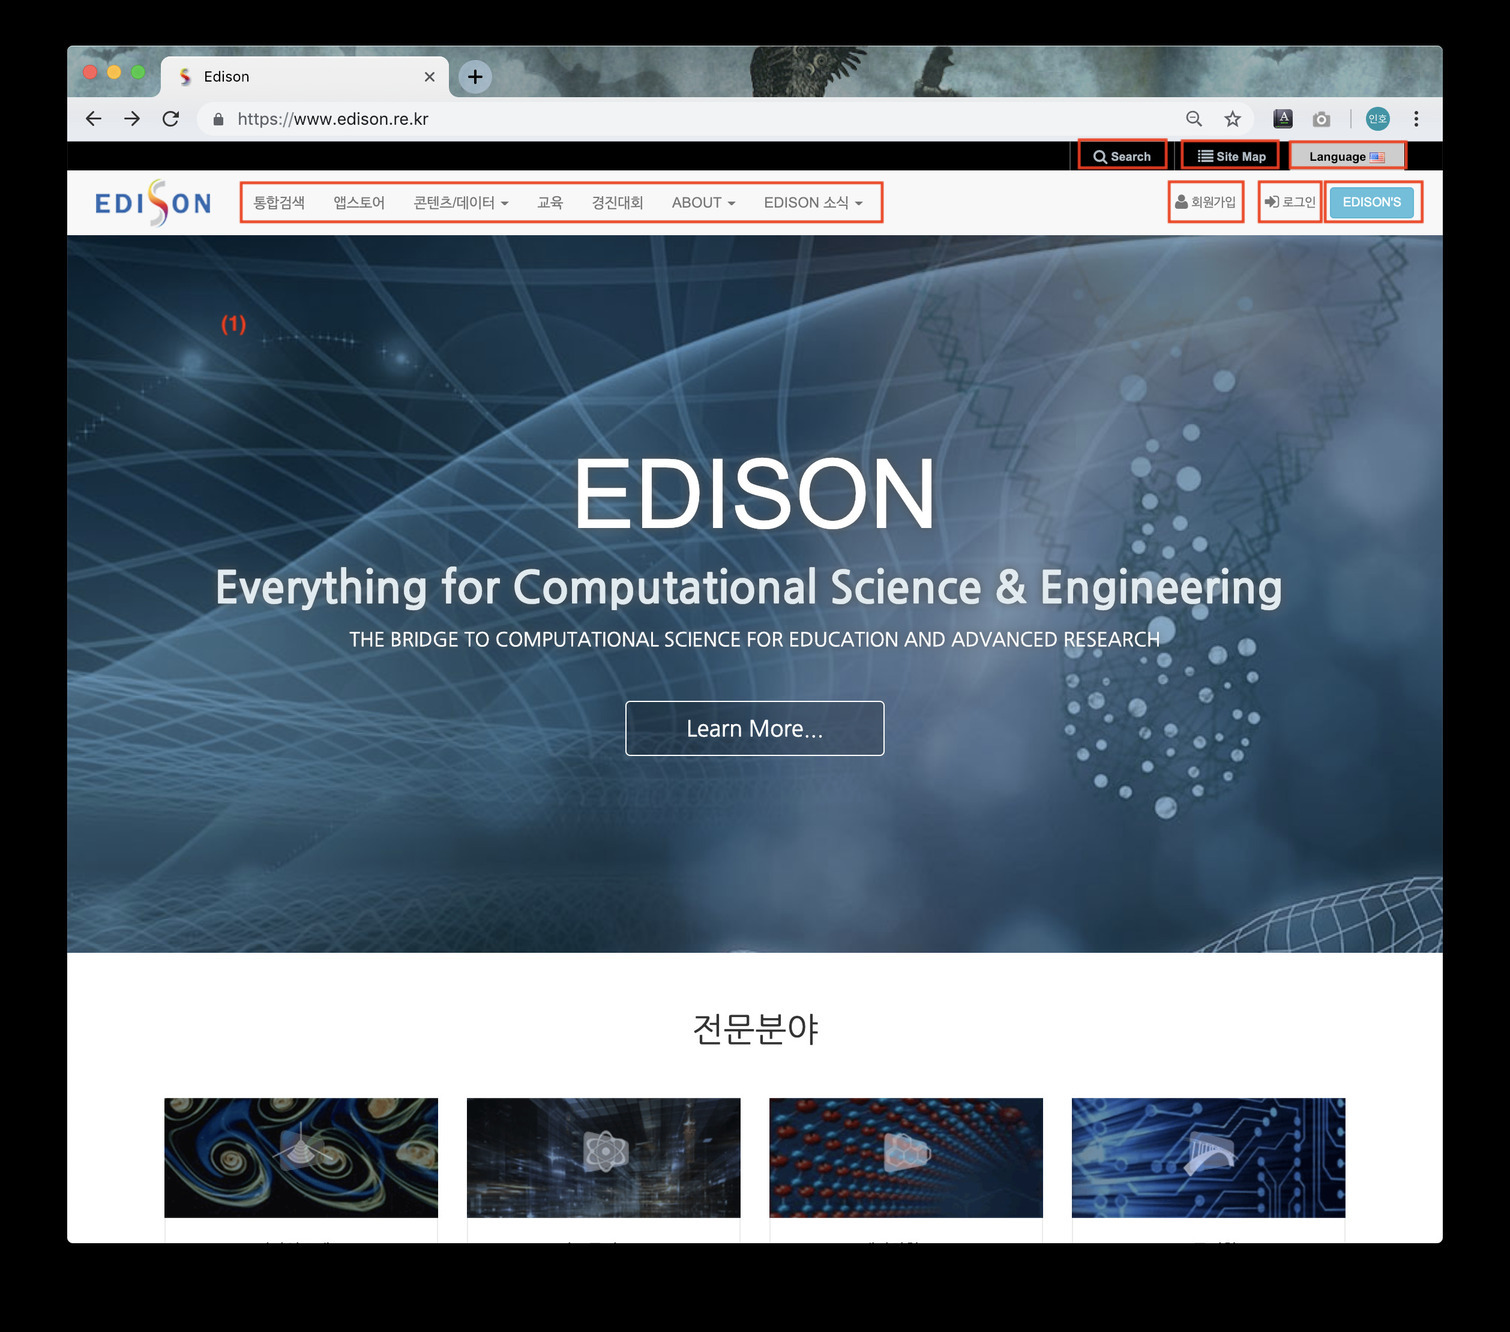 Edison
https://www.edison.re.kr
인호
Search
Site Map
Language
EDISON
통합검색
앱스토어
콘텐츠/데이터
교육
경진대회
ABOUT
EDISON 소식
회원가입
로그인
EDISON'S
(1)
EDISON
Everything for Computational Science & Engineering
THE BRIDGE TO COMPUTATIONAL SCIENCE FOR EDUCATION AND ADVANCED RESEARCH
Learn More...
전문분야